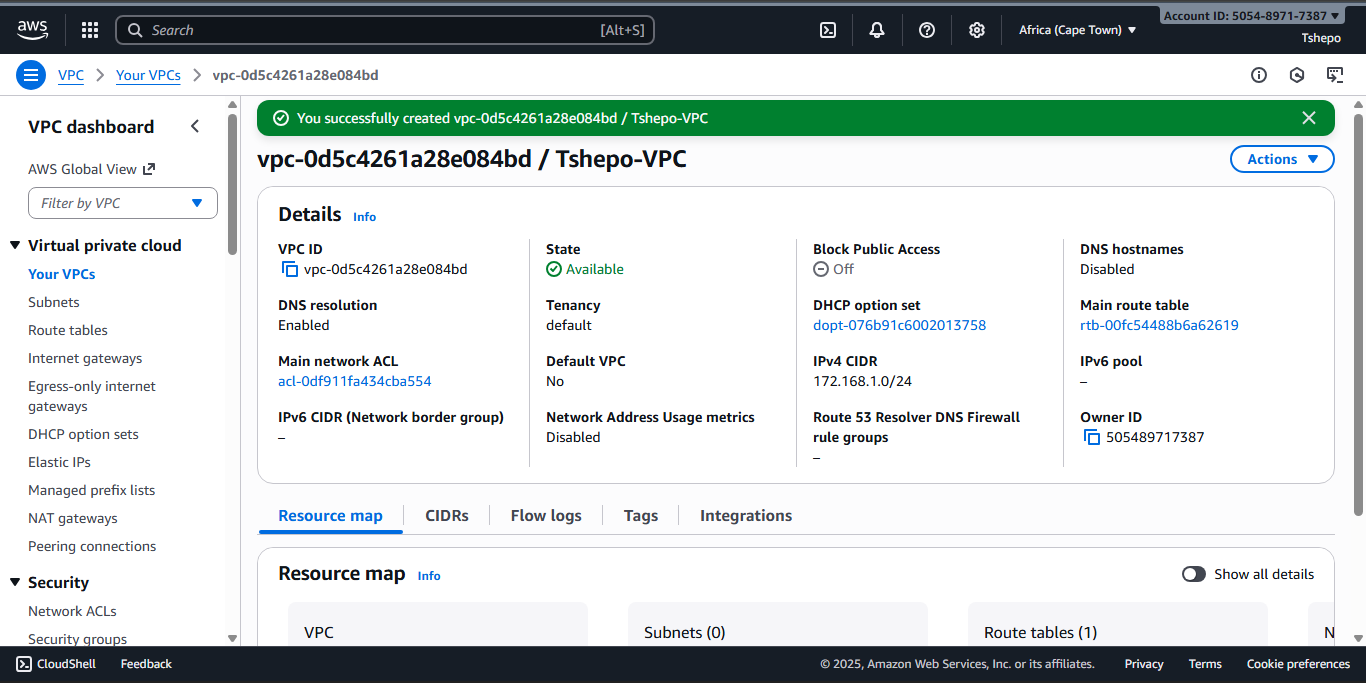 aws
Search [Alt+S]
Africa (Cape Town)
Account ID: 5054-8971-7387
Tshepo
VPC
Your VPCs
vpc-0d5c4261a28e084bd
VPC dashboard
AWS Global View
Filter by VPC
Virtual private cloud
Your VPCs
Subnets
Route tables
Internet gateways
Egress-only internet
gateways
DHCP option sets
Elastic IPs
Managed prefix lists
NAT gateways
Peering connections
Security
Network ACLs
Security groups
You successfully created vpc-0d5c4261a28e084bd / Tshepo-VPC
vpc-0d5c4261a28e084bd / Tshepo-VPC
Actions
Details Info
VPC ID
vpc-0d5c4261a28e084bd
State
Available
Block Public Access
Off
DNS hostnames
Disabled
DNS resolution
Enabled
Tenancy
default
DHCP option set
dopt-076b91c6002013758
Main route table
rtb-00fc54488b6a62619
Main network ACL
acl-0df911fa434cba554
Default VPC
No
IPv4 CIDR
172.168.1.0/24
IPv6 pool
–
IPv6 CIDR (Network border group)
–
Network Address Usage metrics
Disabled
Route 53 Resolver DNS Firewall
rule groups
–
Owner ID
505489717387
Resource map
CIDRs
Flow logs
Tags
Integrations
Resource map Info
Show all details
VPC
Subnets (0)
Route tables (1)
N
CloudShell
Feedback
© 2025, Amazon Web Services, Inc. or its affiliates.
Privacy
Terms
Cookie preferences